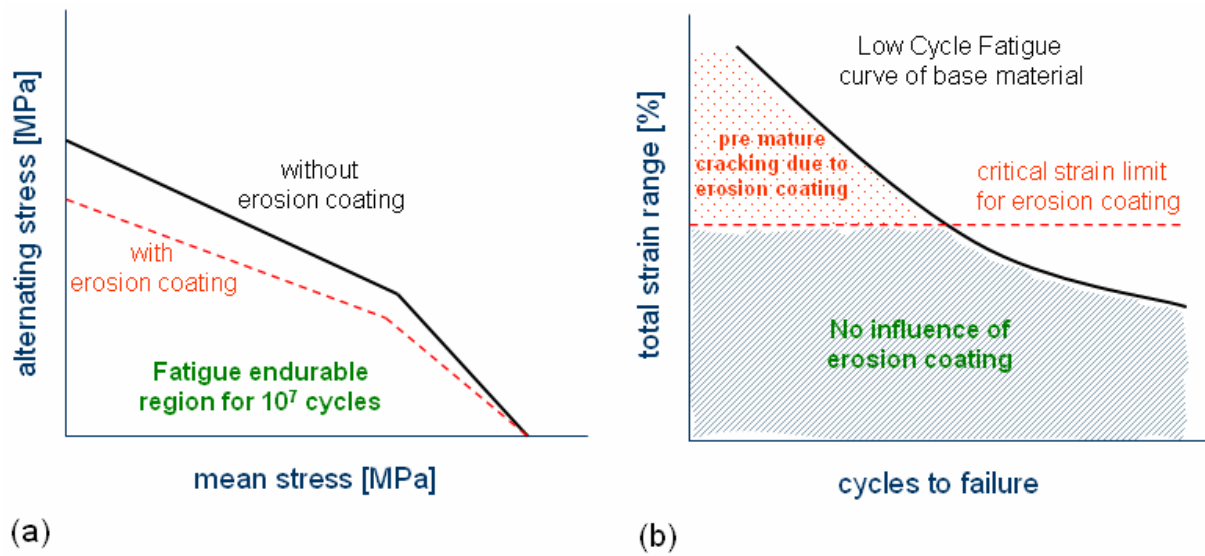 alternating stress [MPa]
without
erosion coating
with
erosion coating
Fatigue endurable
region for 10⁷ cycles
mean stress [MPa]
(a)
total strain range [%]
Low Cycle Fatigue
curve of base material
pre mature
cracking due to
erosion coating
critical strain limit
for erosion coating
No influence of
erosion coating
cycles to failure
(b)